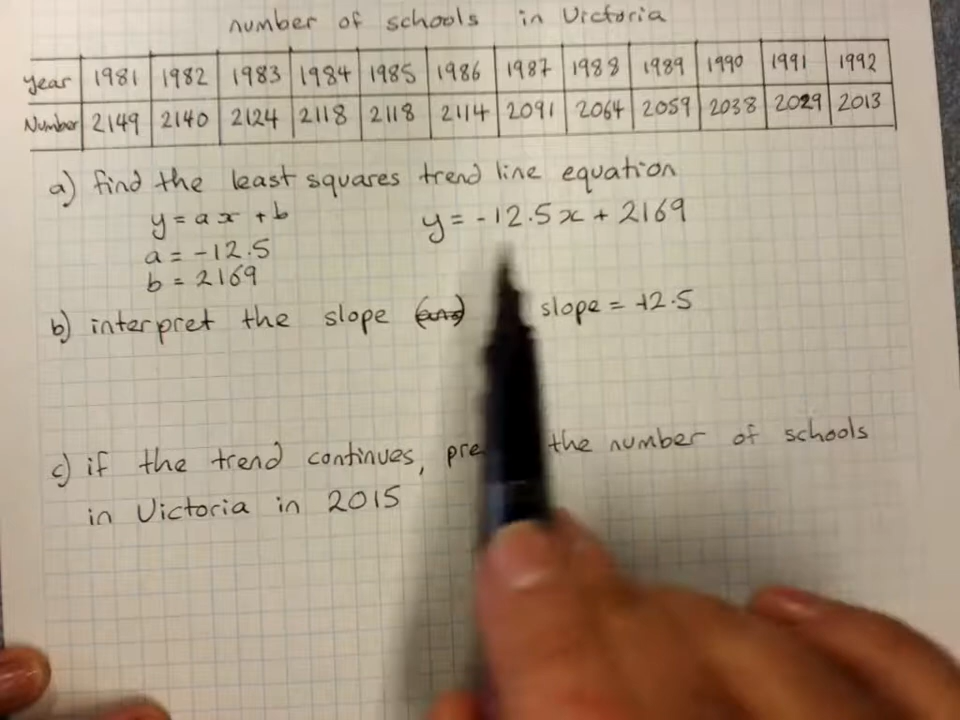 number of schools in Victoria
Year 1981 1982 1983 1984 1985 1986 1987 1988 1989 1990 1991 1992
Number 2149 2140 2124 2118 2118 2114 2091 2064 2059 2038 2029 2013
a) find the least squares trend line equation
y = ax + b y = -12.5x + 2169
a = -12.5
b = 2169
b) interpret the slope slope = -12.5
c) if the trend continues, pre the number of schools
in Victoria in 2015